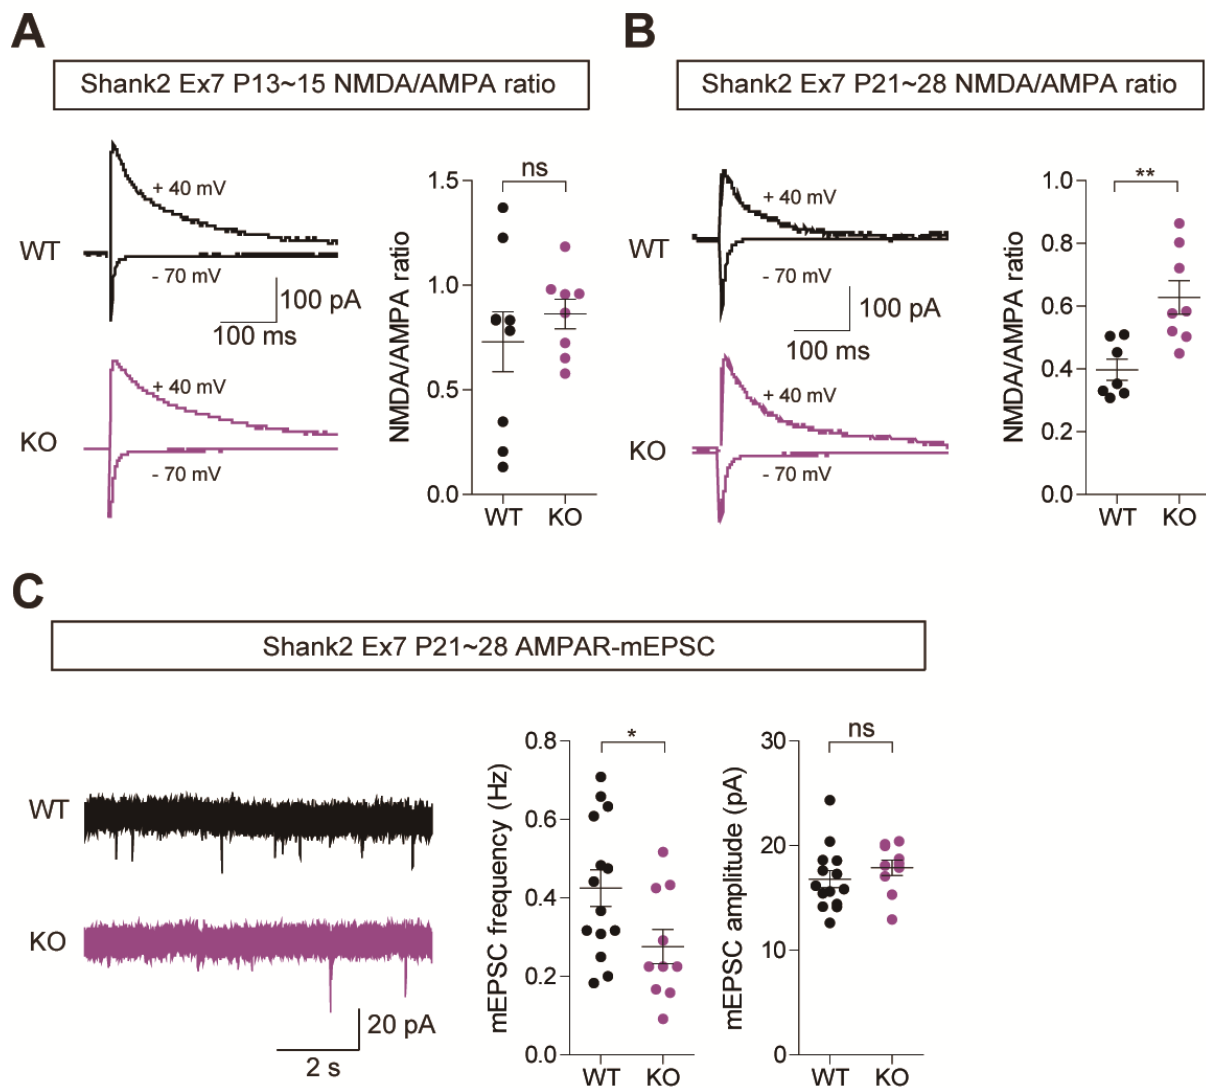 A
Shank2 Ex7 P13~15 NMDA/AMPA ratio
WT
+ 40 mV
- 70 mV
100 pA
100 ms
KO
+ 40 mV
- 70 mV
NMDA/AMPA ratio
1.5
1.0
0.5
0.0
ns
WT KO
B
Shank2 Ex7 P21~28 NMDA/AMPA ratio
WT
+ 40 mV
- 70 mV
100 pA
100 ms
KO
+ 40 mV
- 70 mV
NMDA/AMPA ratio
1.0
0.8
0.6
0.4
0.2
0.0
**
WT KO
C
Shank2 Ex7 P21~28 AMPAR-mEPSC
WT
KO
20 pA
2 s
mEPSC frequency (Hz)
0.8
0.6
0.4
0.2
0.0
*
WT KO
mEPSC amplitude (pA)
30
20
10
0
ns
WT KO